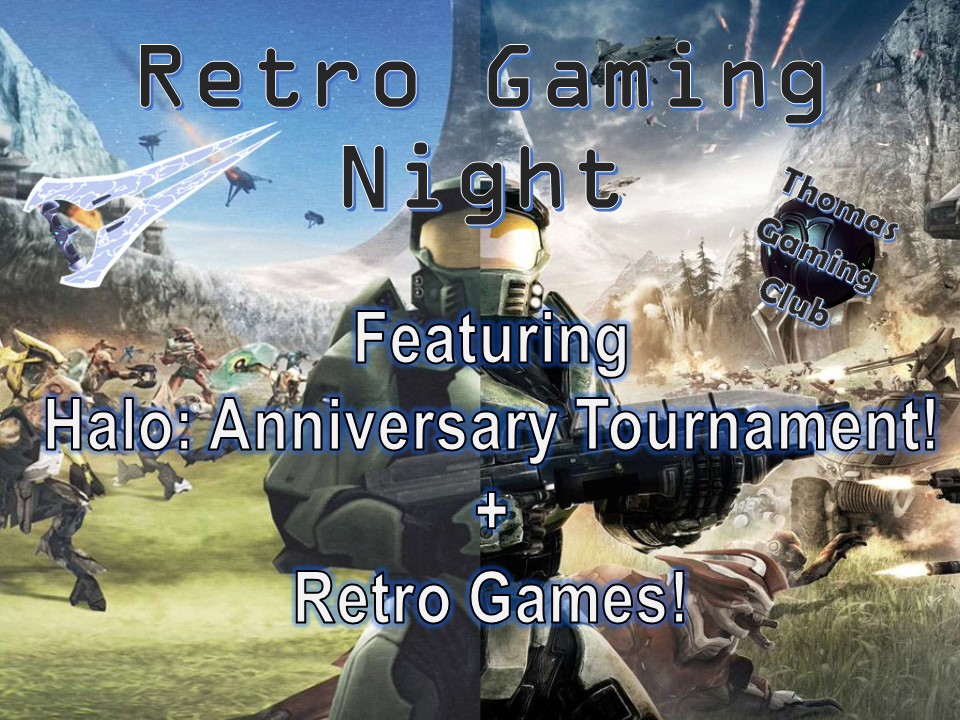 Retro Gaming
Night
Thomas
Gaming
Club
Featuring
Halo: Anniversary Tournament!
+
Retro Games!